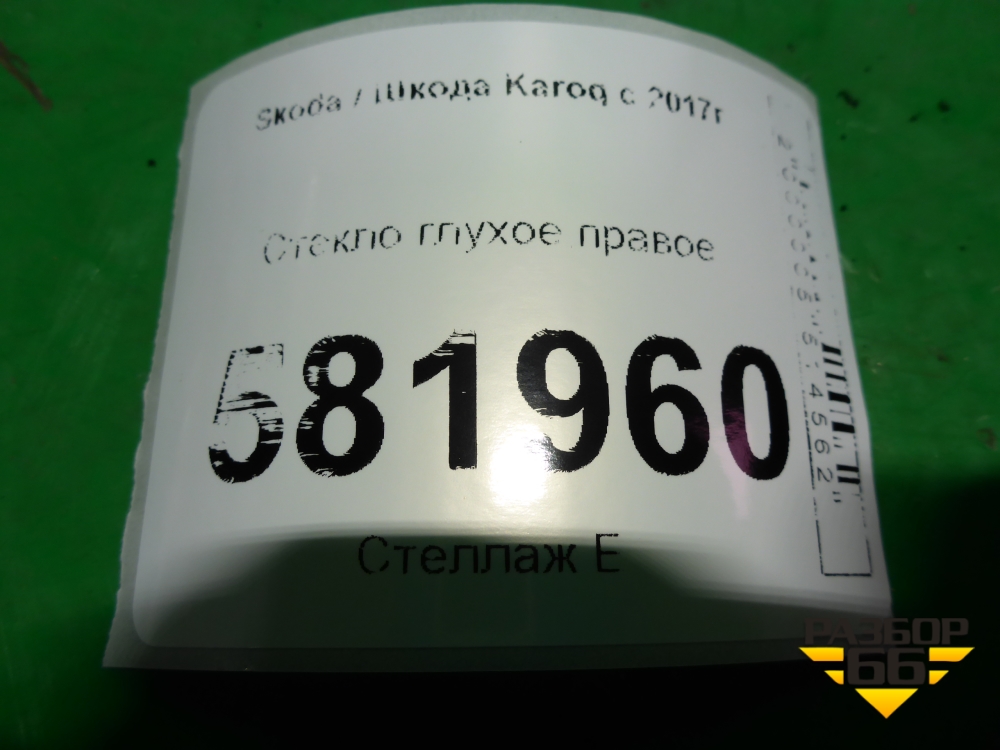 Skoda / Шкода Karoq с 2017г
Стекло глухое правое
581960
Стеллаж Е
РАЗБОР
66